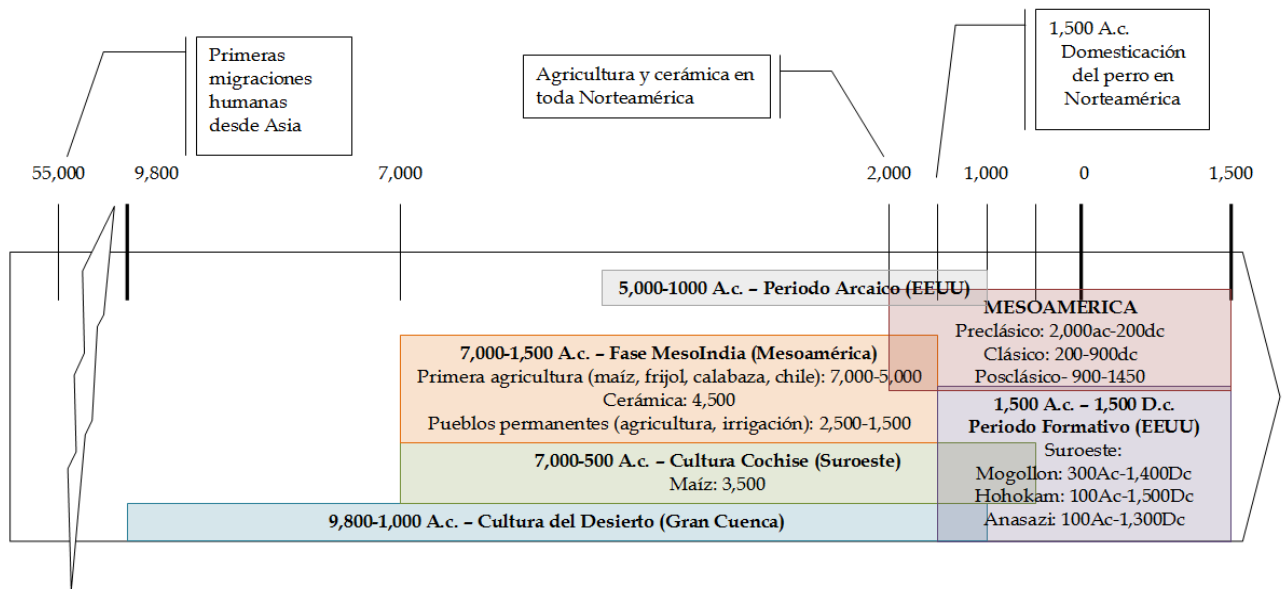 Primeras
migraciones
humanas
desde Asia
Agricultura y cerámica en
toda Norteamérica
1,500 A.c.
Domesticación
del perro en
Norteamérica
55,000
9,800
7,000
2,000
1,000
0
1,500
5,000-1000 A.c. – Periodo Arcaico (EEUU)
MESOAMÉRICA
Preclásico: 2,000ac-200dc
Clásico: 200-900dc
Posclásico- 900-1450
7,000-1,500 A.c. – Fase MesoIndia (Mesoamérica)
Primera agricultura (maíz, frijol, calabaza, chile): 7,000-5,000
Cerámica: 4,500
Pueblos permanentes (agricultura, irrigación): 2,500-1,500
1,500 A.c. – 1,500 D.c.
Periodo Formativo (EEUU)
Suroeste:
Mogollon: 300Ac-1,400Dc
Hohokam: 100Ac-1,500Dc
Anasazi: 100Ac-1,300Dc
7,000-500 A.c. – Cultura Cochise (Suroeste)
Maíz: 3,500
9,800-1,000 A.c. – Cultura del Desierto (Gran Cuenca)